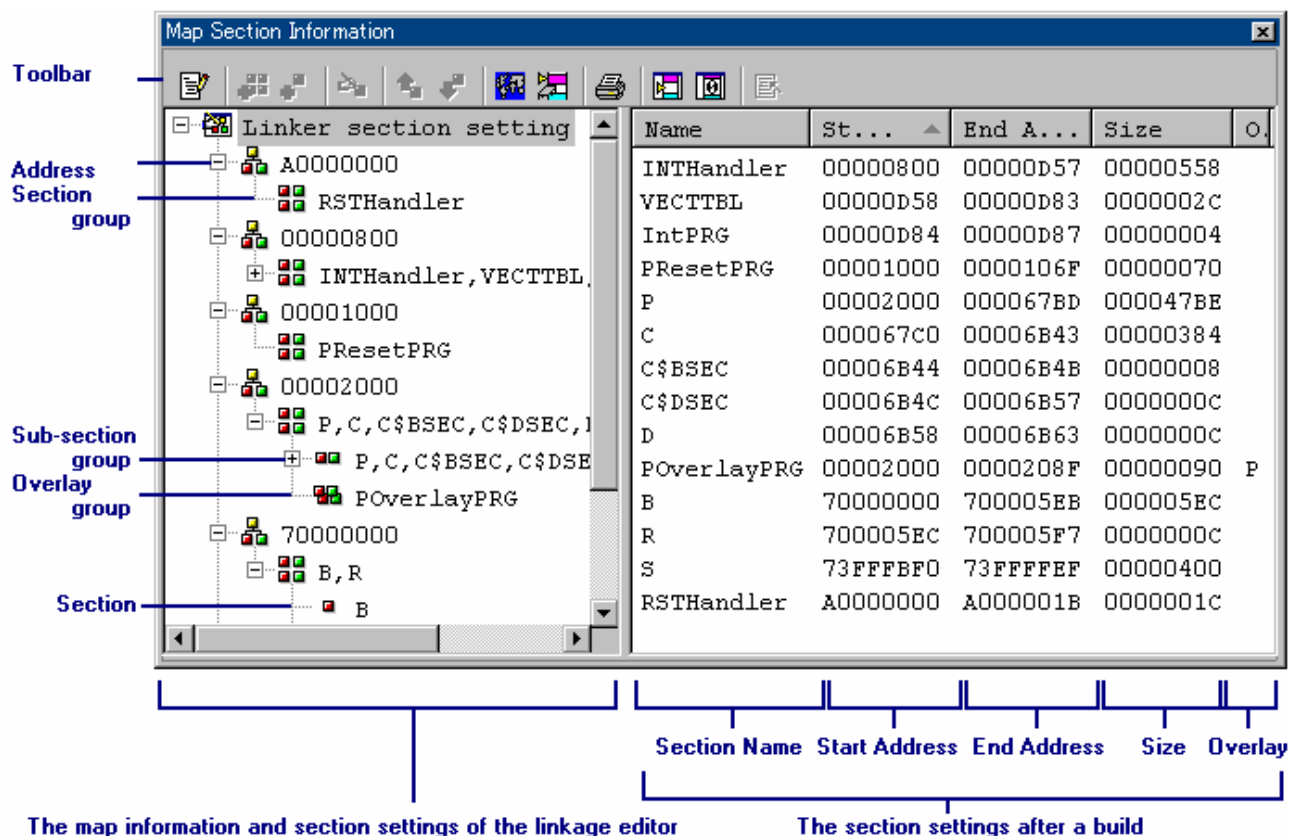 Map Section Information
Toolbar
Linker section setting
Address
A0000000
Section
group
RSTHandler
00000800
INTHandler,VECTTBL,
00001000
PResetPRG
00002000
P,C,C$BSEC,C$DSEC,
Sub-section
group
P,C,C$BSEC,C$DSE
Overlay
group
POverlayPRG
70000000
B,R
Section
B
Name St... End A... Size O.
INTHandler 00000800 00000D57 00000558
VECTTBL 00000D58 00000D83 0000002C
IntPRG 00000D84 00000D87 00000004
PResetPRG 00001000 0000106F 00000070
P 00002000 000067BD 000047BE
C 000067C0 00006B43 00000384
C$BSEC 00006B44 00006B4B 00000008
C$DSEC 00006B4C 00006B57 0000000C
D 00006B58 00006B63 0000000C
POverlayPRG 00002000 0000208F 00000090 P
B 70000000 700005EB 000005EC
R 700005EC 700005F7 0000000C
S 73FFFBF0 73FFFFEF 00000400
RSTHandler A0000000 A000001B 0000001C
Section Name Start Address End Address Size Overlay
The map information and section settings of the linkage editor
The section settings after a build